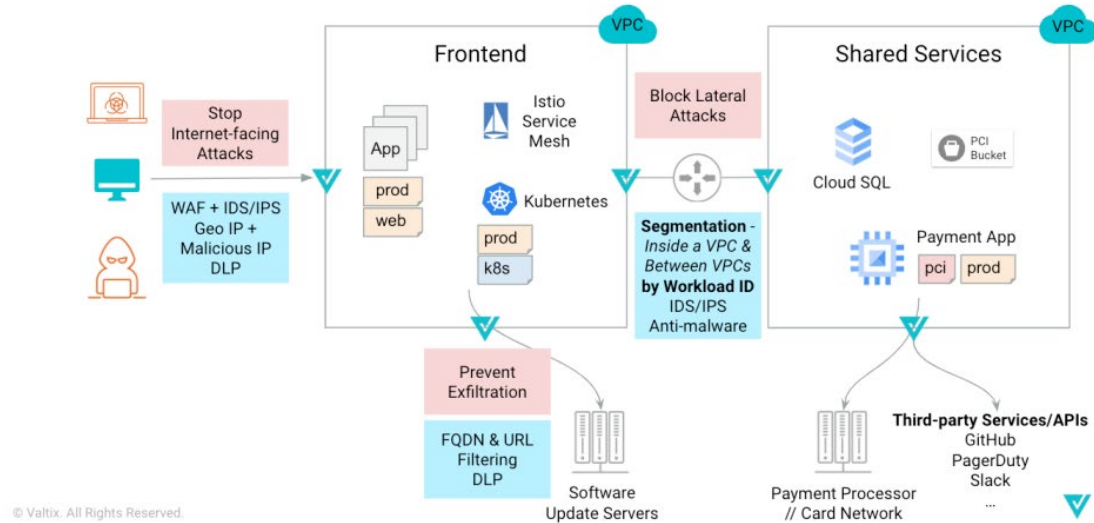 VPC
VPC
Frontend
Shared Services
Stop
Internet-facing
Attacks
WAF + IDS/IPS
Geo IP +
Malicious IP
DLP
App
prod
web
Istio
Service
Mesh
Kubernetes
prod
k8s
Block Lateral
Attacks
Segmentation -
Inside a VPC &
Between VPCs
by Workload ID
IDS/IPS
Anti-malware
Cloud SQL
PCI
Bucket
Payment App
pci
prod
Prevent
Exfiltration
FQDN & URL
Filtering
DLP
Software
Update Servers
Payment Processor
// Card Network
Third-party Services/APIs
GitHub
PagerDuty
Slack
...
© Valtix. All Rights Reserved.